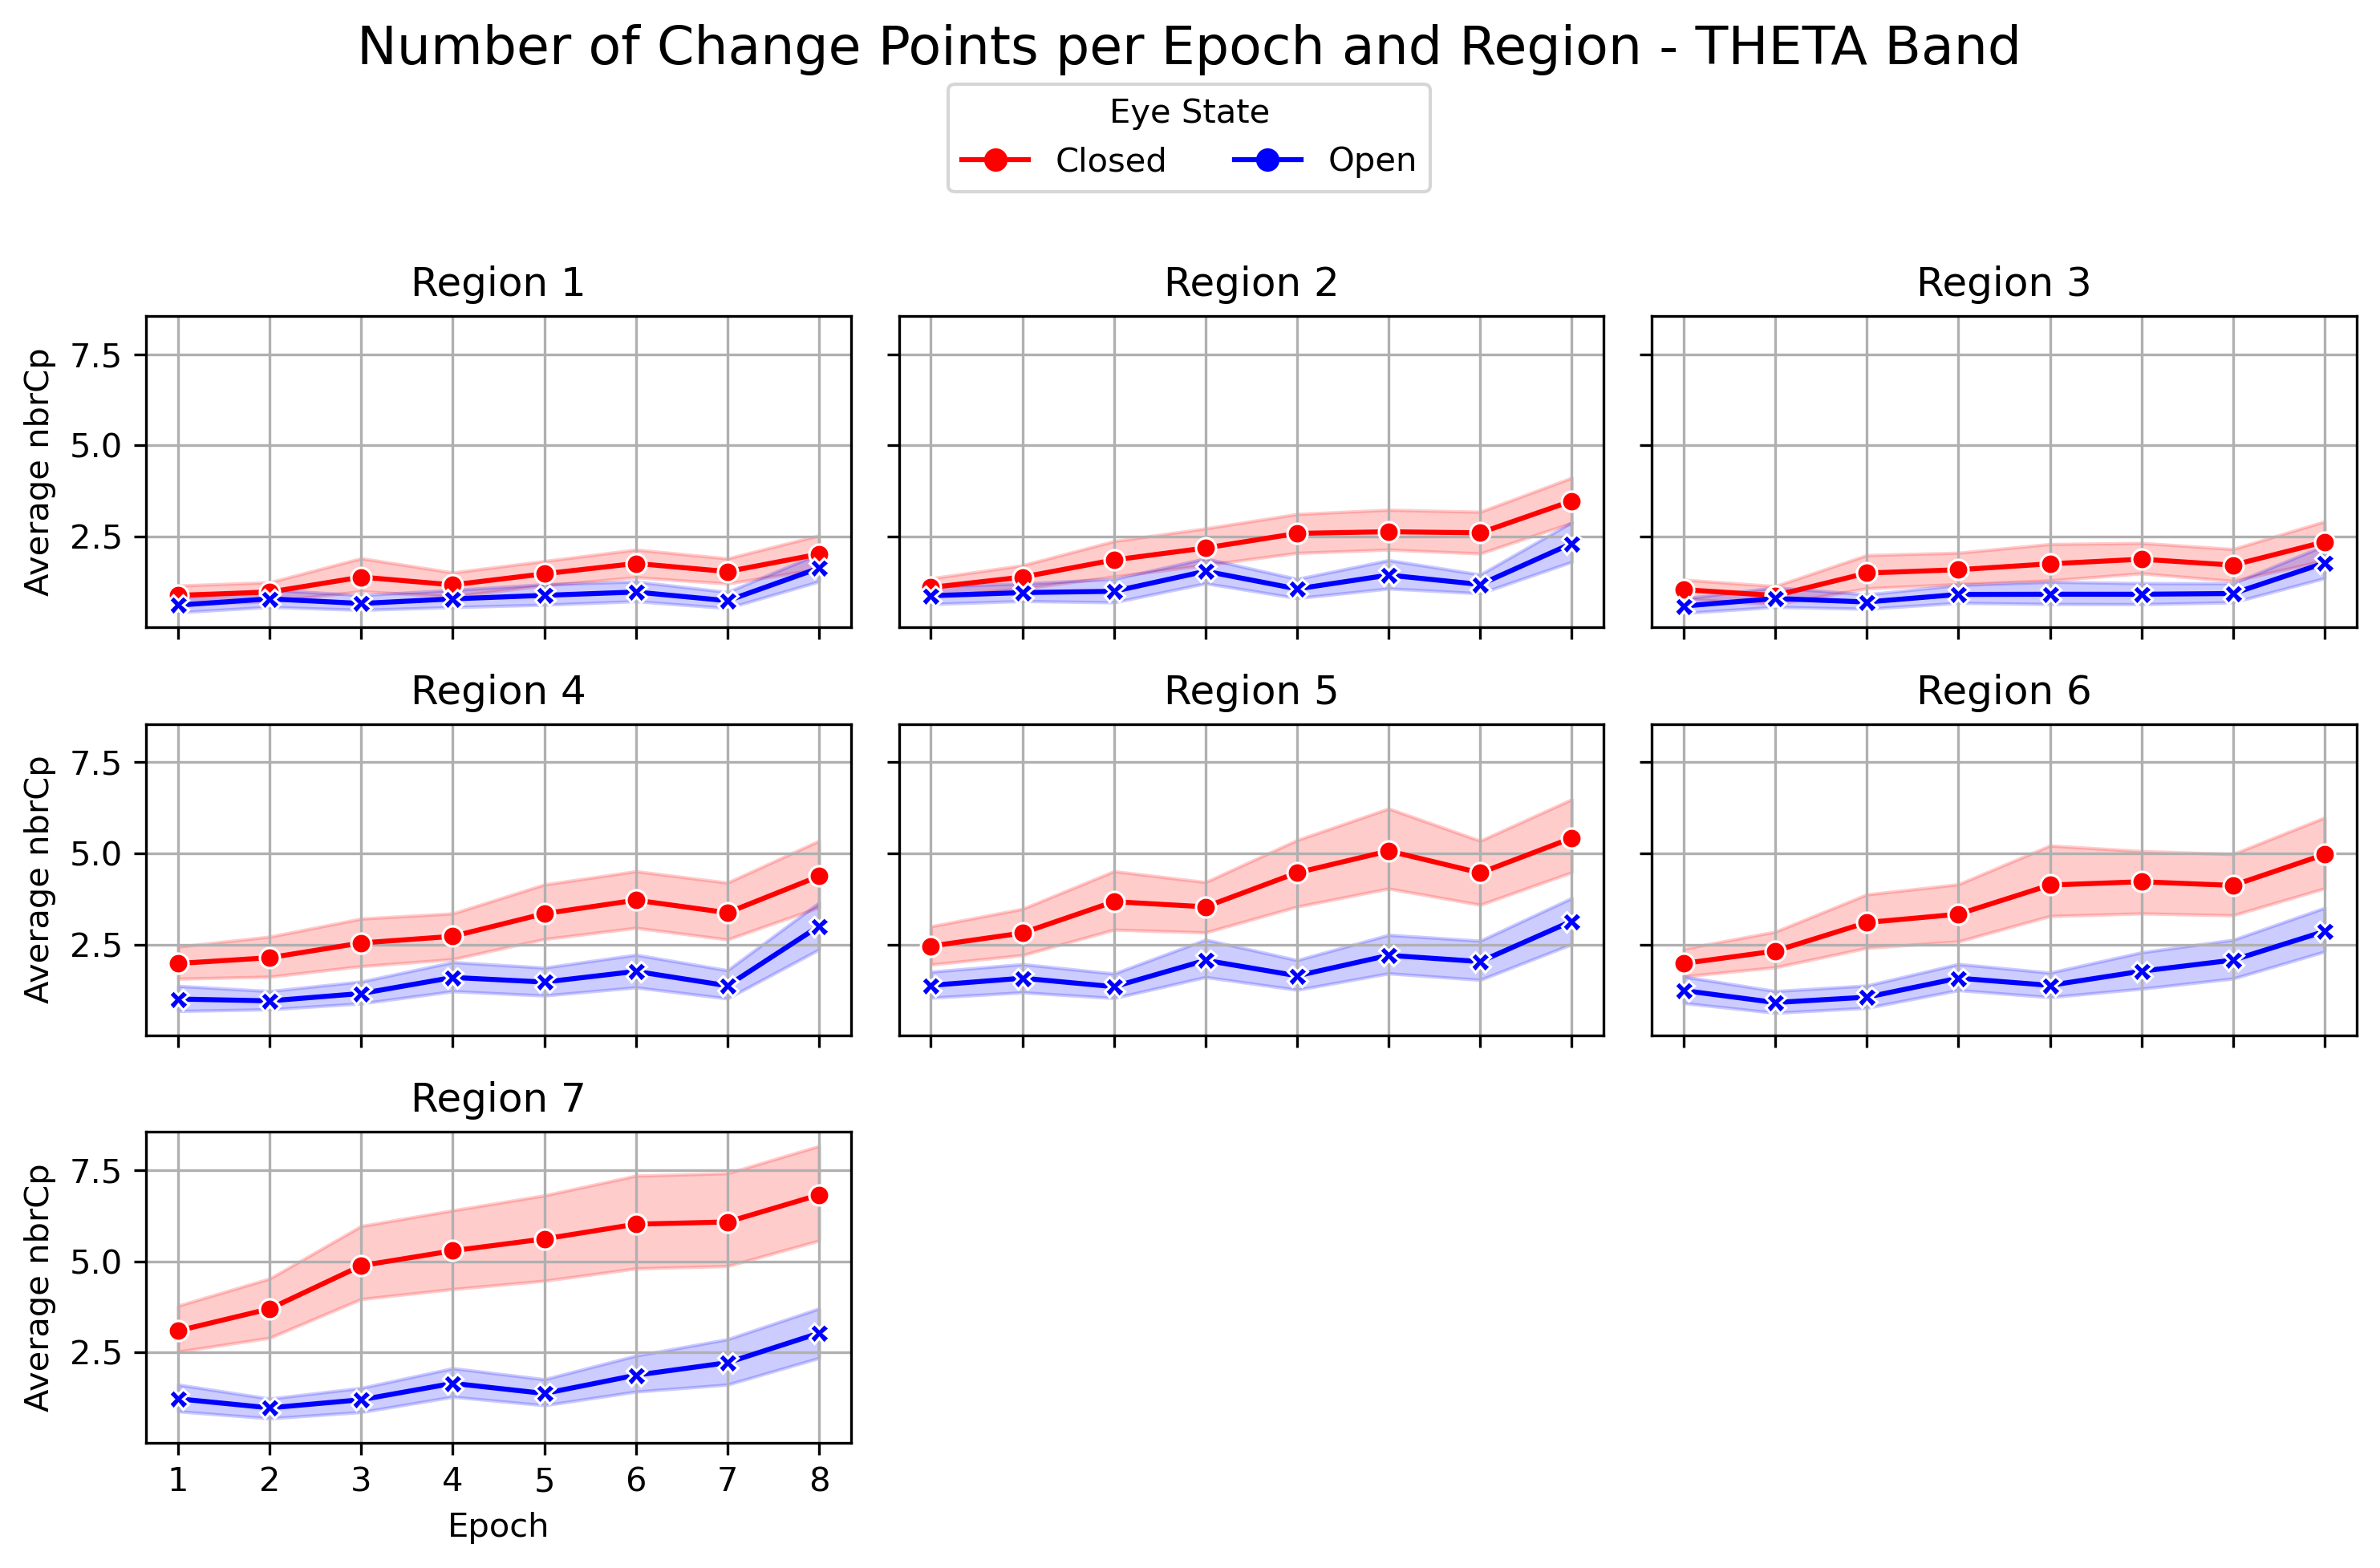 Number of Change Points per Epoch and Region - THETA Band
Eye State
Closed Open
Region 1 Region 2 Region 3
Average nbrCp
7.5
5.0
2.5
Region 4 Region 5 Region 6
Average nbrCp
7.5
5.0
2.5
Region 7
Average nbrCp
7.5
5.0
2.5
1 2 3 4 5 6 7 8
Epoch